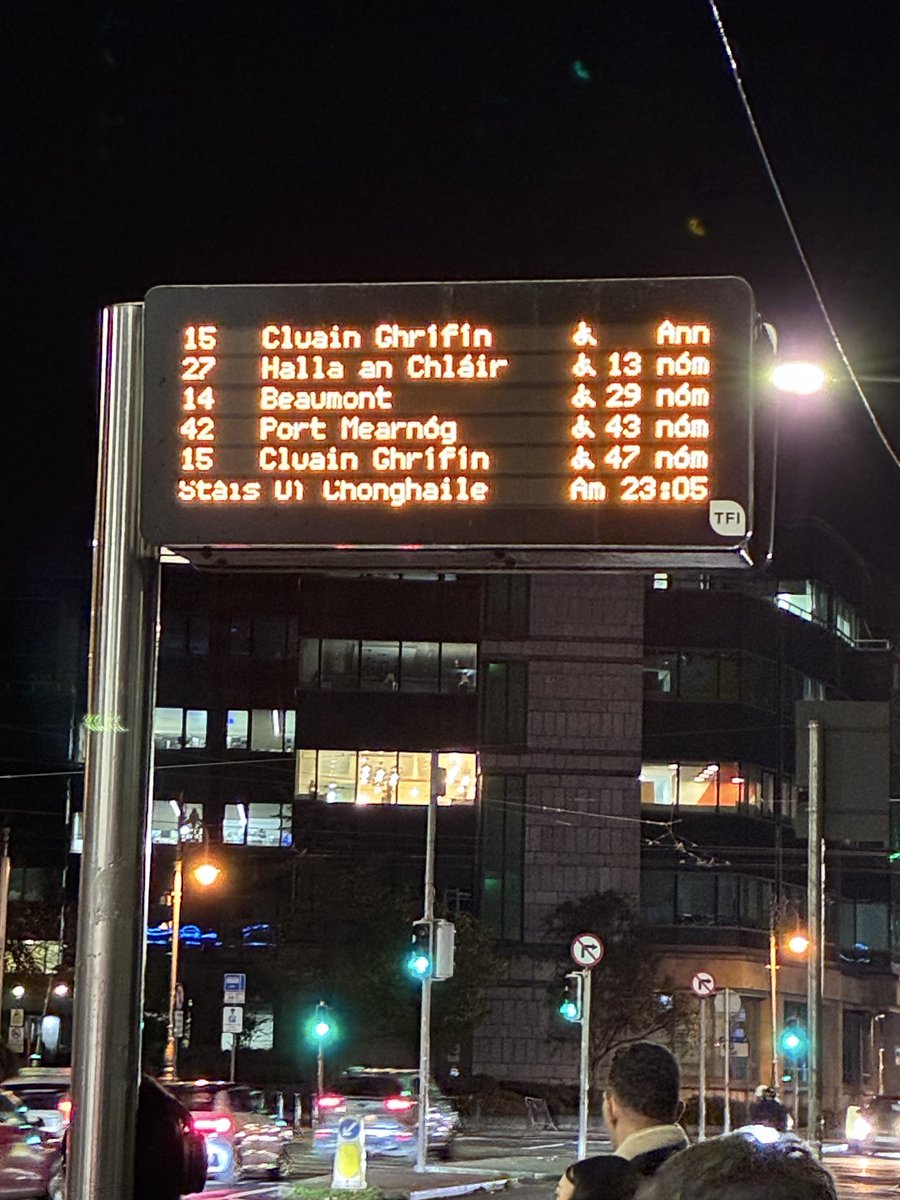 15 Cluain Ghrífín Ann
27 Halla an Chláir 13 nóm
14 Beaumont 29 nóm
42 Port Mearnóg 43 nóm
15 Cluain Ghrífín 47 nóm
Stáis Uí Chonghaile Am 23:05
TFI